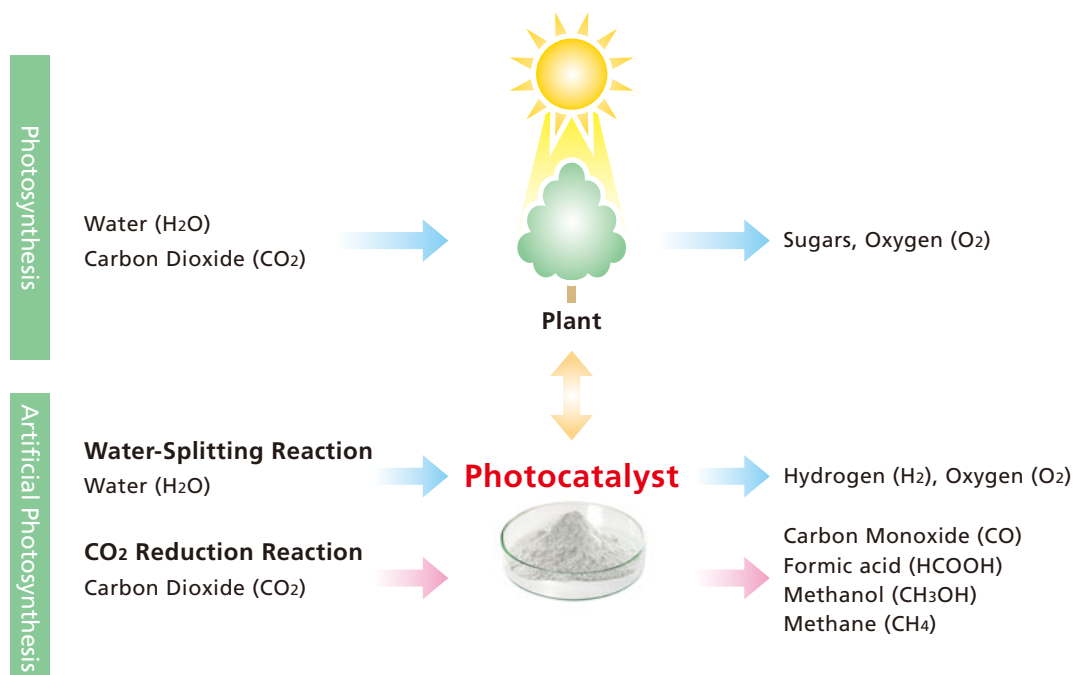 Photosynthesis
Water (H2O)
Carbon Dioxide (CO2)
Sugars, Oxygen (O2)
Plant
Artificial Photosynthesis
Water-Splitting Reaction
Water (H2O)
Photocatalyst
Hydrogen (H2), Oxygen (O2)
CO2 Reduction Reaction
Carbon Dioxide (CO2)
Carbon Monoxide (CO)
Formic acid (HCOOH)
Methanol (CH3OH)
Methane (CH4)